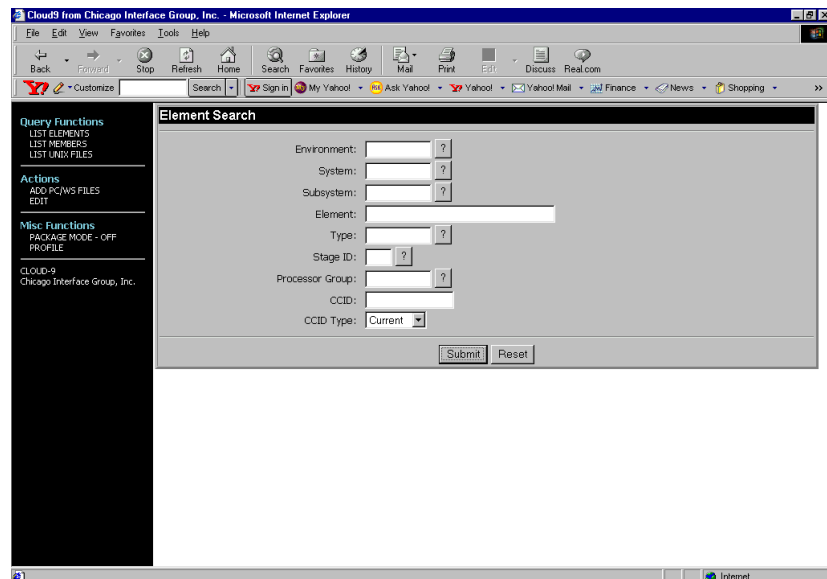 Cloud9 from Chicago Interface Group, Inc. - Microsoft Internet Explorer
File Edit View Favorites Tools Help
Back Forward Stop Refresh Home Search Favorites History Mail Print Edit Discuss Real.com
Y? Customize Search Sign in My Yahoo! Ask Yahoo! Yahoo! Yahoo! Mail Finance News Shopping »
Query Functions
LIST ELEMENTS
LIST MEMBERS
LIST UNIX FILES
Actions
ADD PC/WS FILES
EDIT
Misc Functions
PACKAGE MODE - OFF
PROFILE
CLOUD-9
Chicago Interface Group, Inc.
Element Search
Environment: ?
System: ?
Subsystem: ?
Element:
Type: ?
Stage ID: ?
Processor Group: ?
CCID:
CCID Type: Current
Submit Reset
Internet